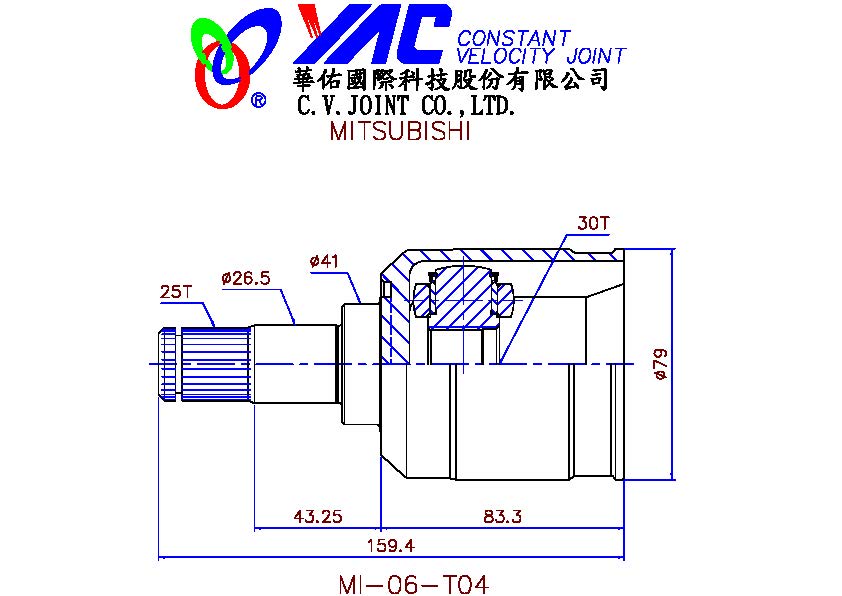 YAC CONSTANT
VELOCITY JOINT
®
華佑國際科技股份有限公司
C.V.JOINT CO.,LTD.
MITSUBISHI
30T
ø41
ø26.5
25T
ø79
43.25
83.3
159.4
MI-06-T04